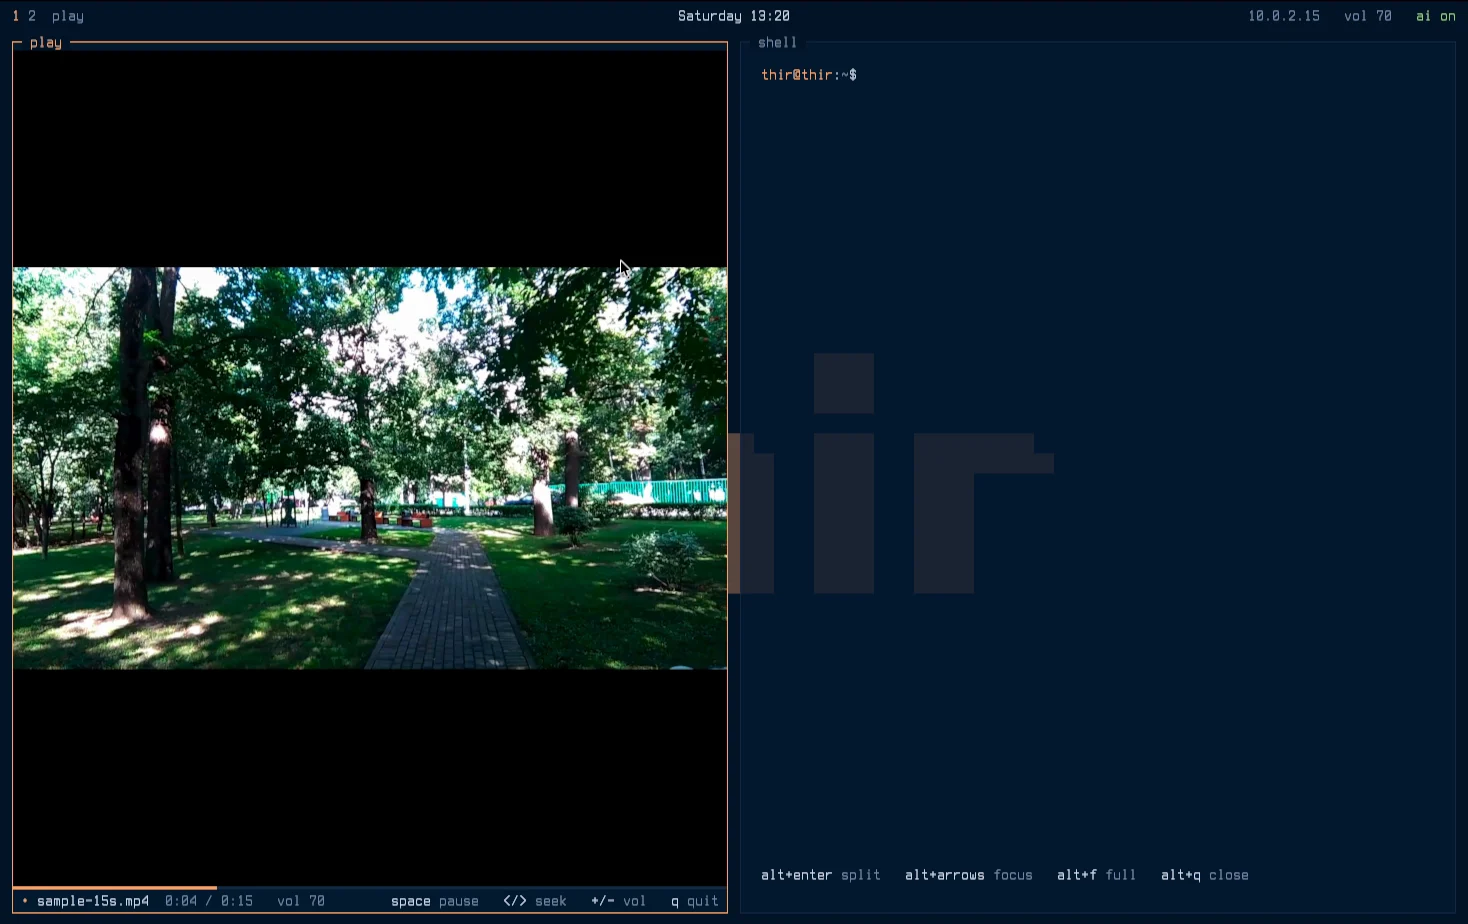 1 2 play
Saturday 13:20
10.0.2.15 vol 70 ai on
play
shell
thir@thir:~$
ir
alt+enter split alt+arrows focus alt+f full alt+q close
• sample-15s.mp4 0:04 / 0:15 vol 70 space pause </> seek +/- vol q quit